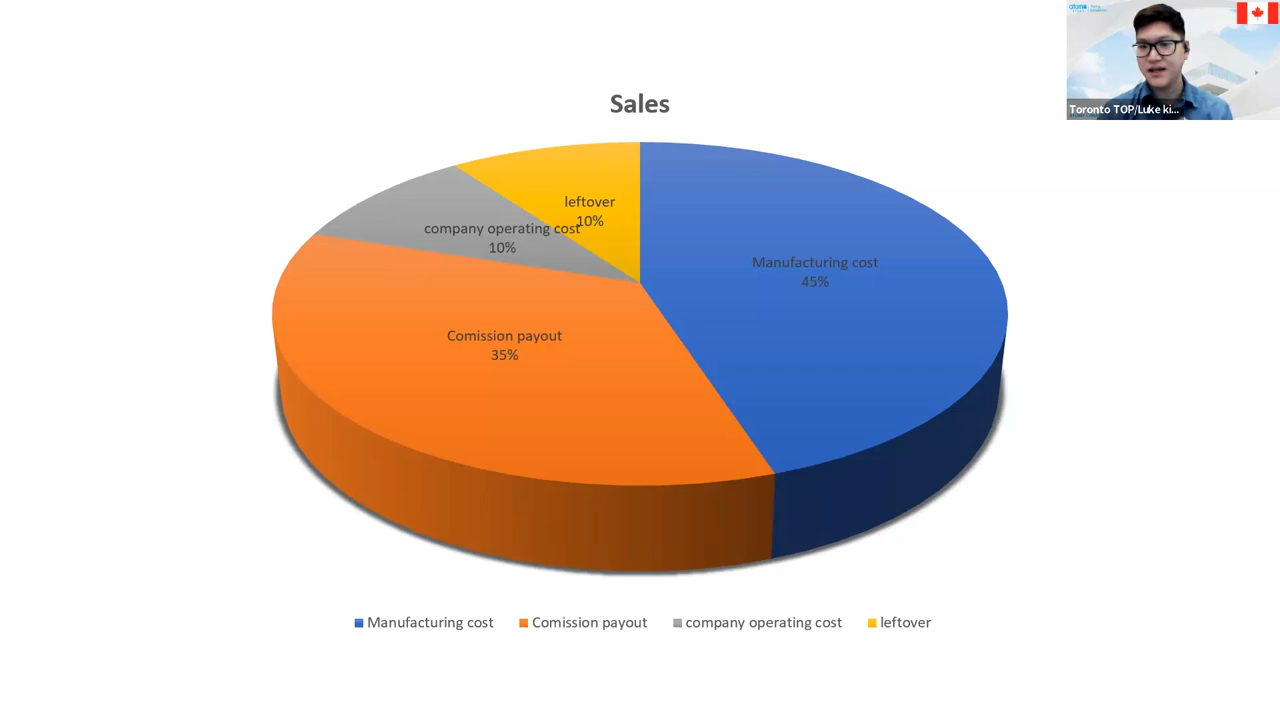 Sales
leftover
10%
company operating cost
10%
Manufacturing cost
45%
Comission payout
35%
Manufacturing cost
Comission payout
company operating cost
leftover
Toronto TOP/Luke ki...